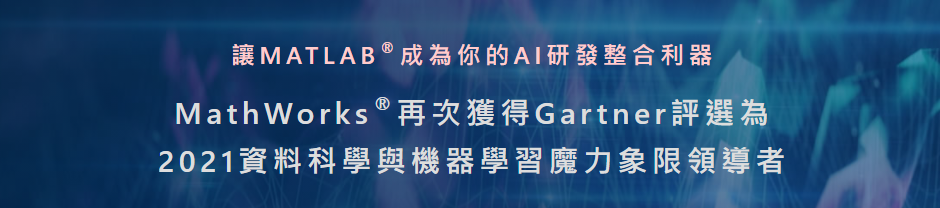 讓MATLAB®成為你的AI研發整合利器
MathWorks®再次獲得Gartner評選為
2021資料科學與機器學習魔力象限領導者